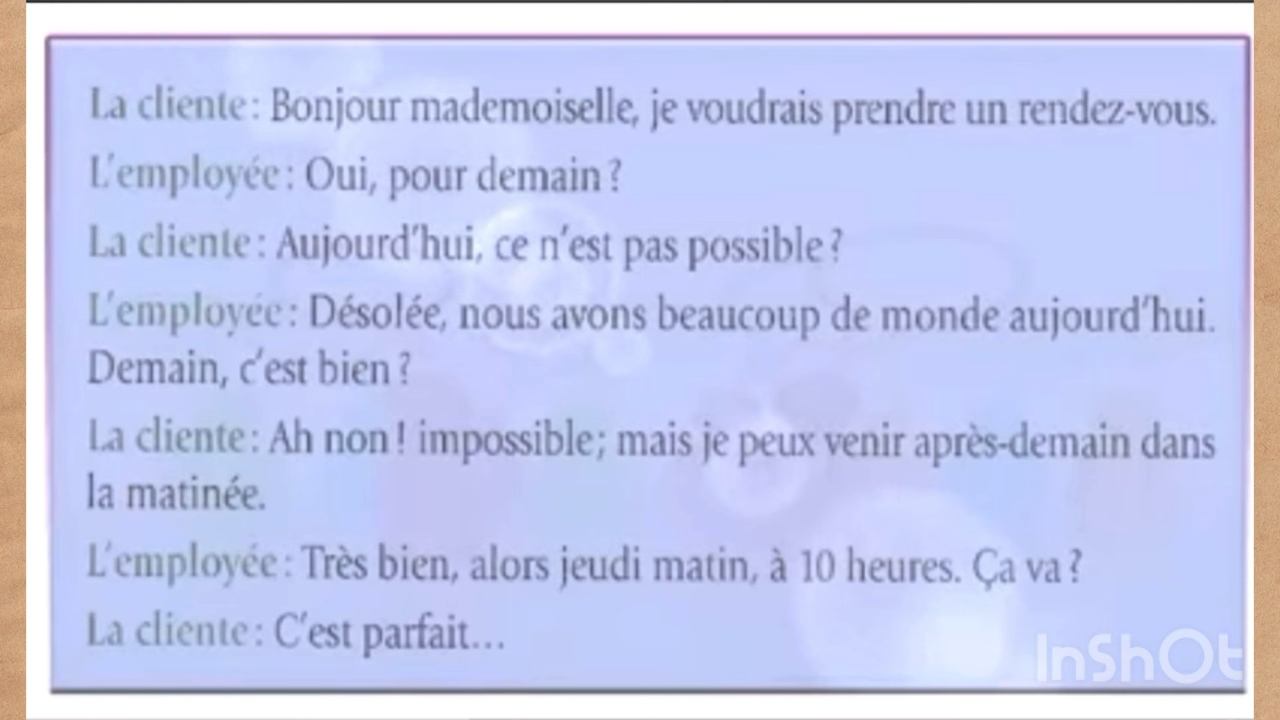 La cliente : Bonjour mademoiselle, je voudrais prendre un rendez-vous.
L'employée : Oui, pour demain ?
La cliente : Aujourd'hui, ce n'est pas possible ?
L'employée : Désolée, nous avons beaucoup de monde aujourd'hui.
Demain, c'est bien ?
La cliente : Ah non ! impossible ; mais je peux venir après-demain dans
la matinée.
L'employée : Très bien, alors jeudi matin, à 10 heures. Ça va ?
La cliente : C'est parfait...
InShOt